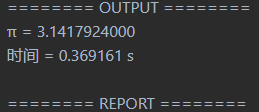 ======== OUTPUT ========
π = 3.1417924000
时间 = 0.369161 s
======== REPORT ========